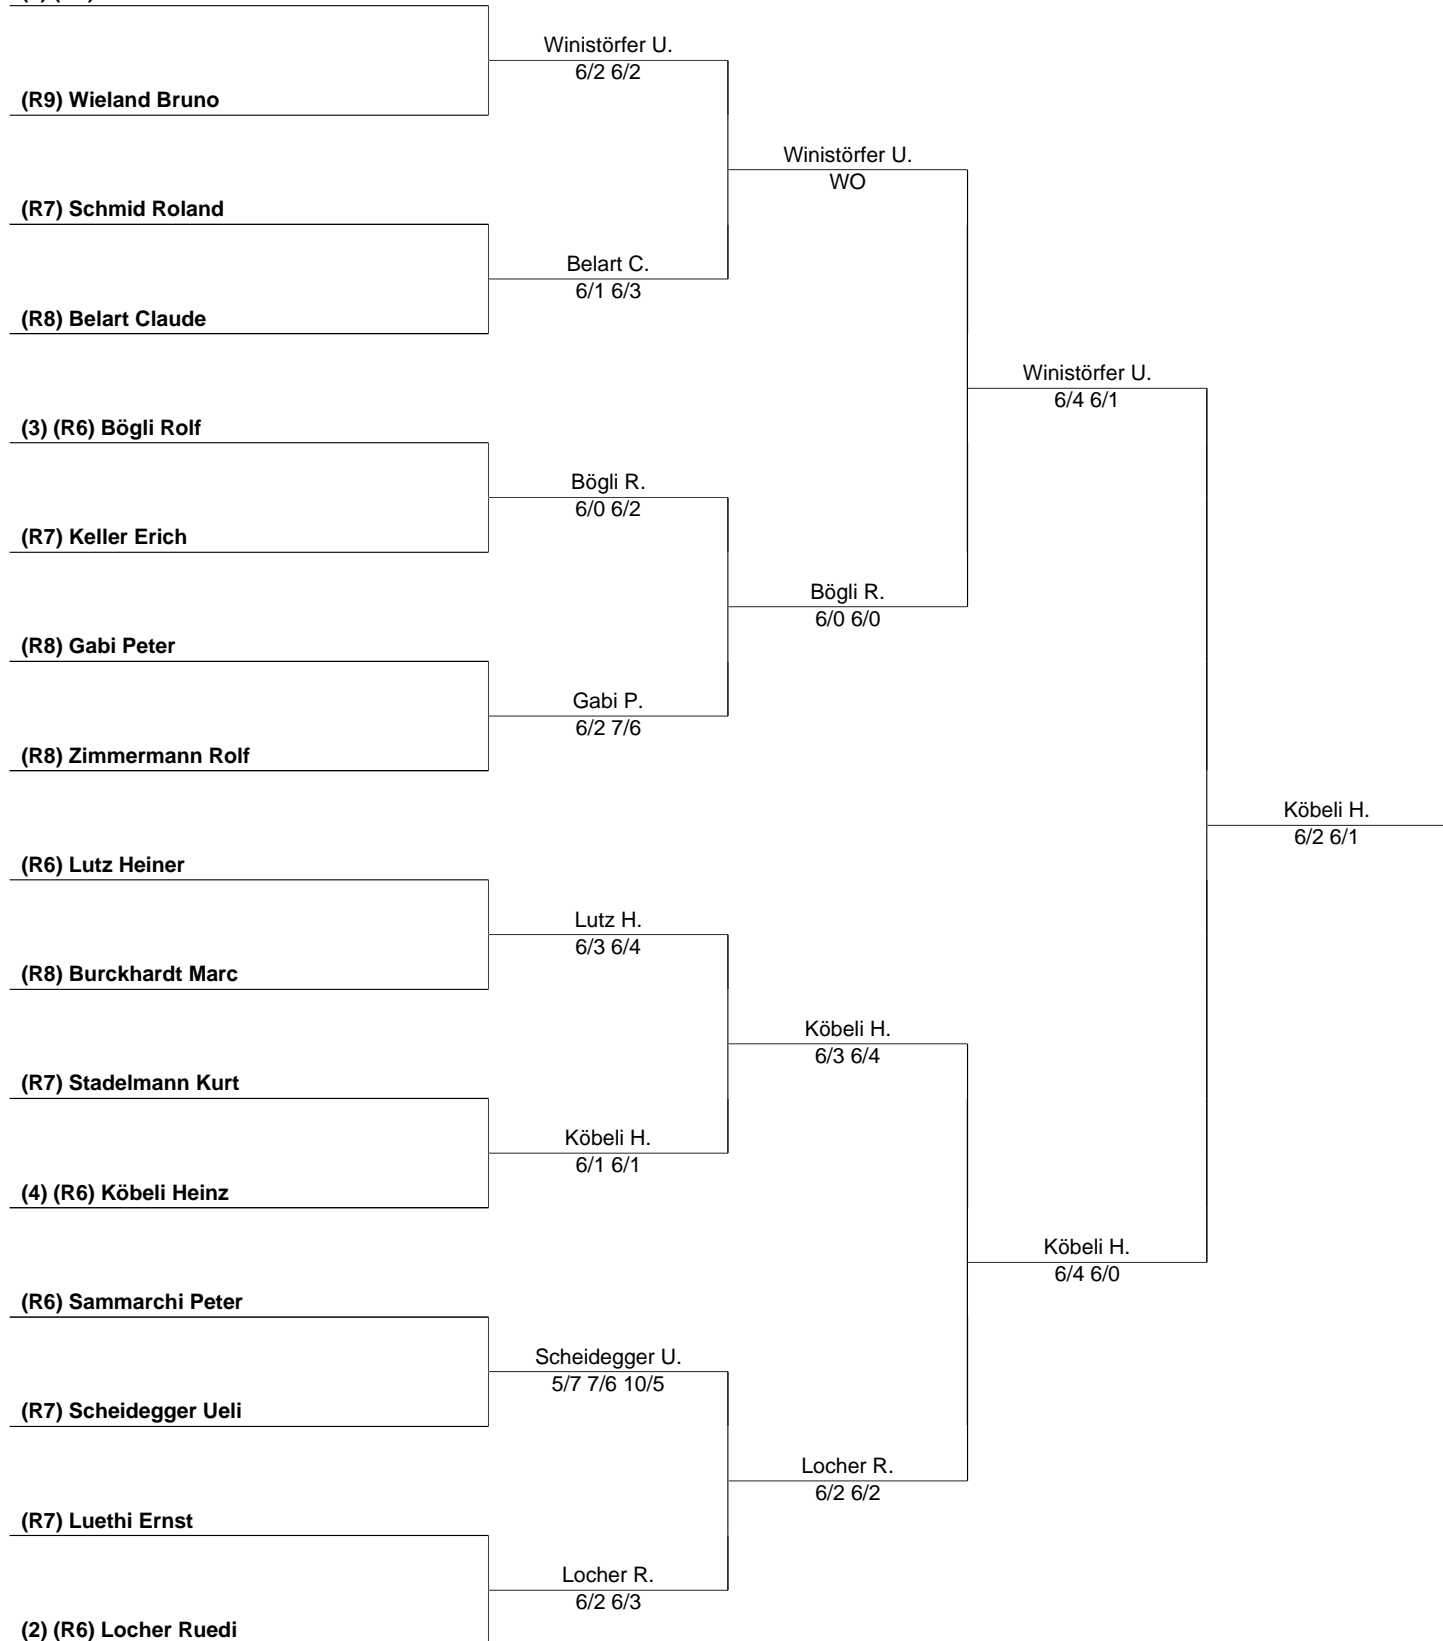 Winistörfer U.
6/2 6/2
(R9) Wieland Bruno
Winistörfer U.
WO
(R7) Schmid Roland
Belart C.
6/1 6/3
(R8) Belart Claude
Winistörfer U.
6/4 6/1
(3) (R6) Bögli Rolf
Bögli R.
6/0 6/2
(R7) Keller Erich
Bögli R.
6/0 6/0
(R8) Gabi Peter
Gabi P.
6/2 7/6
(R8) Zimmermann Rolf
Köbeli H.
6/2 6/1
(R6) Lutz Heiner
Lutz H.
6/3 6/4
(R8) Burckhardt Marc
Köbeli H.
6/3 6/4
(R7) Stadelmann Kurt
Köbeli H.
6/1 6/1
(4) (R6) Köbeli Heinz
Köbeli H.
6/4 6/0
(R6) Sammarchi Peter
Scheidegger U.
5/7 7/6 10/5
(R7) Scheidegger Ueli
Locher R.
6/2 6/2
(R7) Luethi Ernst
Locher R.
6/2 6/3
(2) (R6) Locher Ruedi